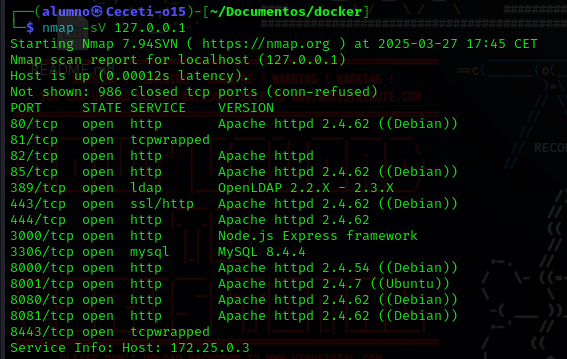 ┌──(alumno㉿Ceceti-o15)-[~/Documentos/docker]
└─$ nmap -sV 127.0.0.1
Starting Nmap 7.94SVN ( https://nmap.org ) at 2025-03-27 17:45 CET
Nmap scan report for localhost (127.0.0.1)
Host is up (0.00012s latency).
Not shown: 986 closed tcp ports (conn-refused)
PORT     STATE SERVICE    VERSION
80/tcp   open  http       Apache httpd 2.4.62 ((Debian))
81/tcp   open  tcpwrapped
82/tcp   open  http       Apache httpd
85/tcp   open  http       Apache httpd 2.4.62 ((Debian))
389/tcp  open  ldap       OpenLDAP 2.2.X - 2.3.X
443/tcp  open  ssl/http   Apache httpd 2.4.62 ((Debian))
444/tcp  open  http       Apache httpd 2.4.62
3000/tcp open  http       Node.js Express framework
3306/tcp open  mysql      MySQL 8.4.4
8000/tcp open  http       Apache httpd 2.4.54 ((Debian))
8001/tcp open  http       Apache httpd 2.4.7 ((Ubuntu))
8080/tcp open  http       Apache httpd 2.4.62 ((Debian))
8081/tcp open  http       Apache httpd 2.4.62 ((Debian))
8443/tcp open  tcpwrapped
Service Info: Host: 172.25.0.3